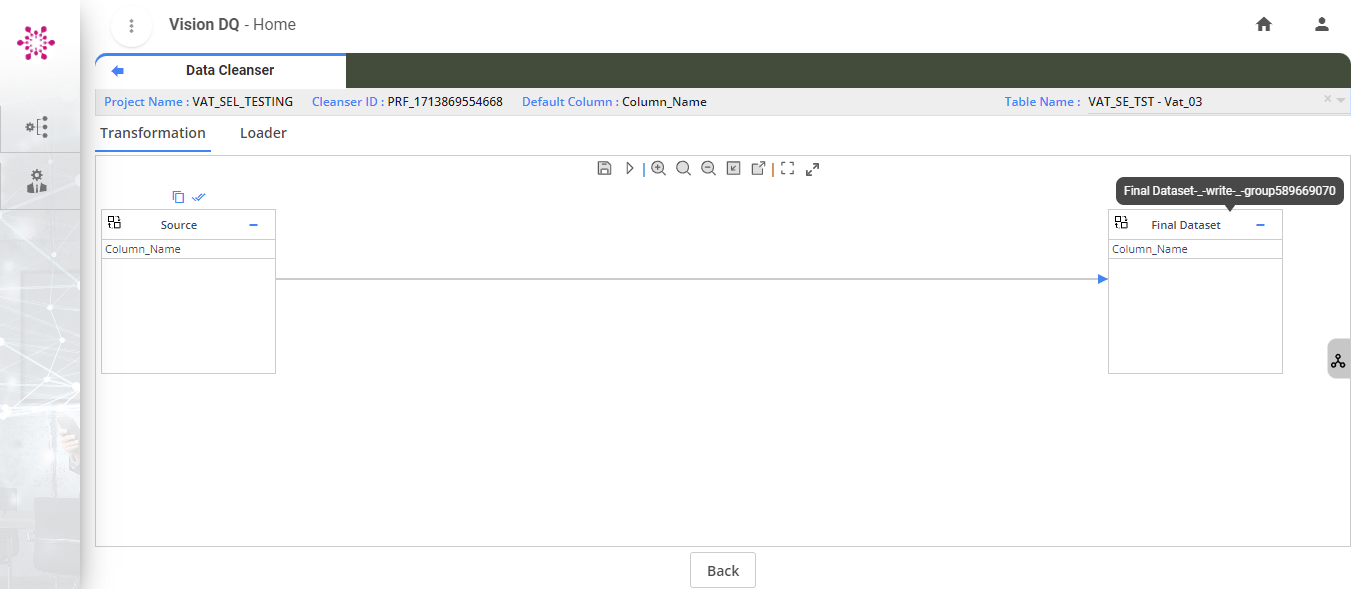 Vision DQ - Home
Data Cleanser
Project Name : VAT_SEL_TESTING Cleanser ID : PRF_1713869554668 Default Column : Column_Name Table Name : VAT_SE_TST - Vat_03
Transformation Loader
Final Dataset-_-write-_-group589669070
Source Final Dataset
Column_Name Column_Name
Back